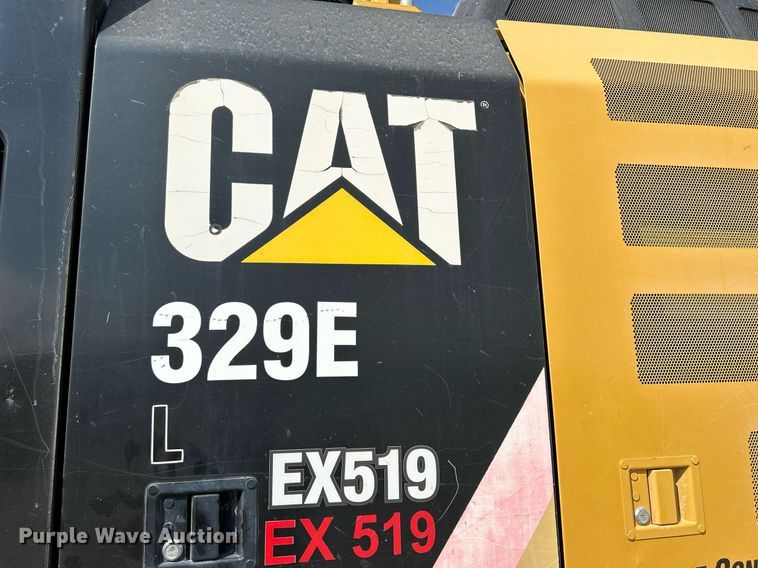 CAT®
329E
L
EX519
EX 519
Purple Wave Auction